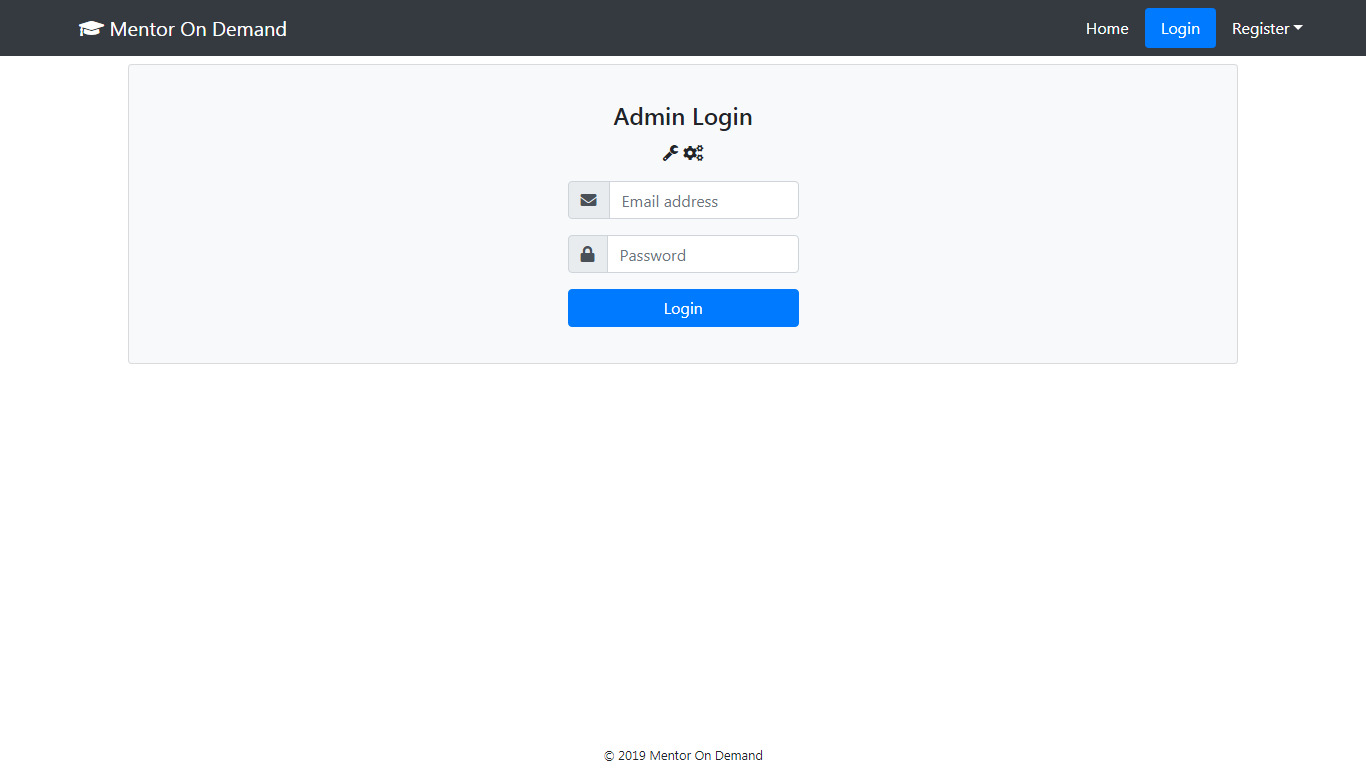 Mentor On Demand
Home
Login
Register
Admin Login
Email address
Password
Login
© 2019 Mentor On Demand